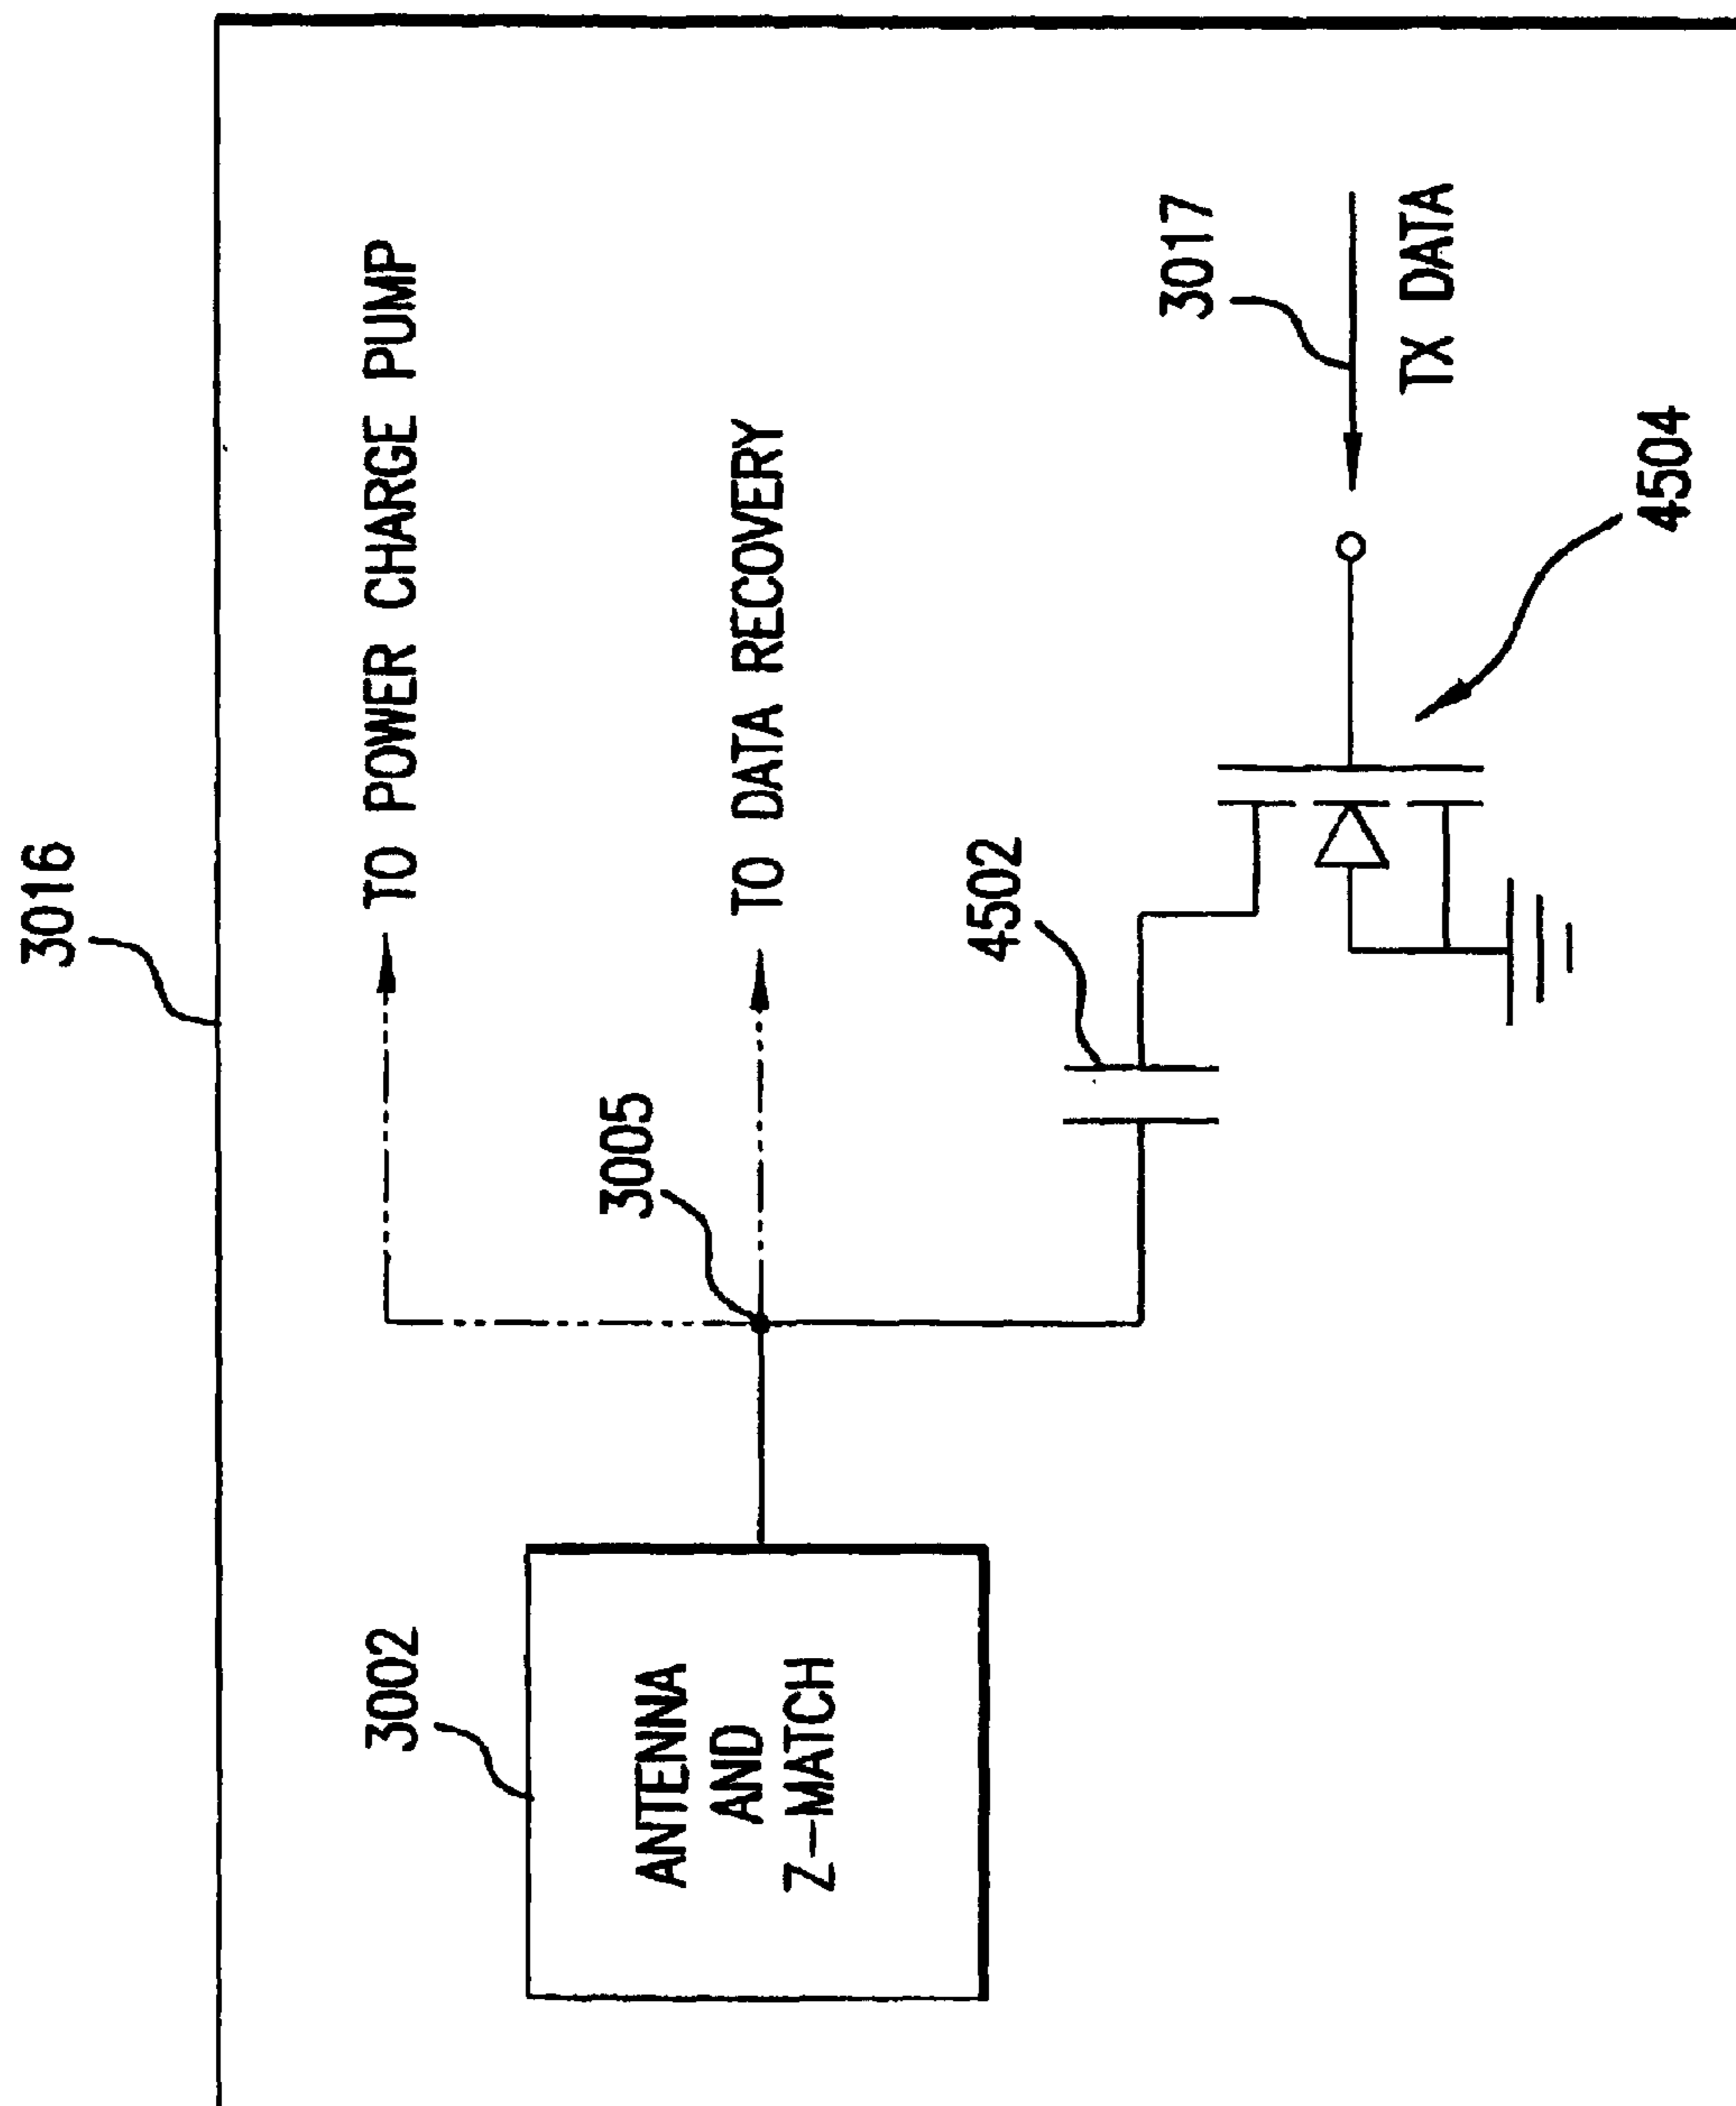 3016
TO POWER CHARGE PUMP
3005
TO DATA RECOVERY
3002
ANTENNA
AND
Z-MATCH
4502
3017
TX DATA
4504